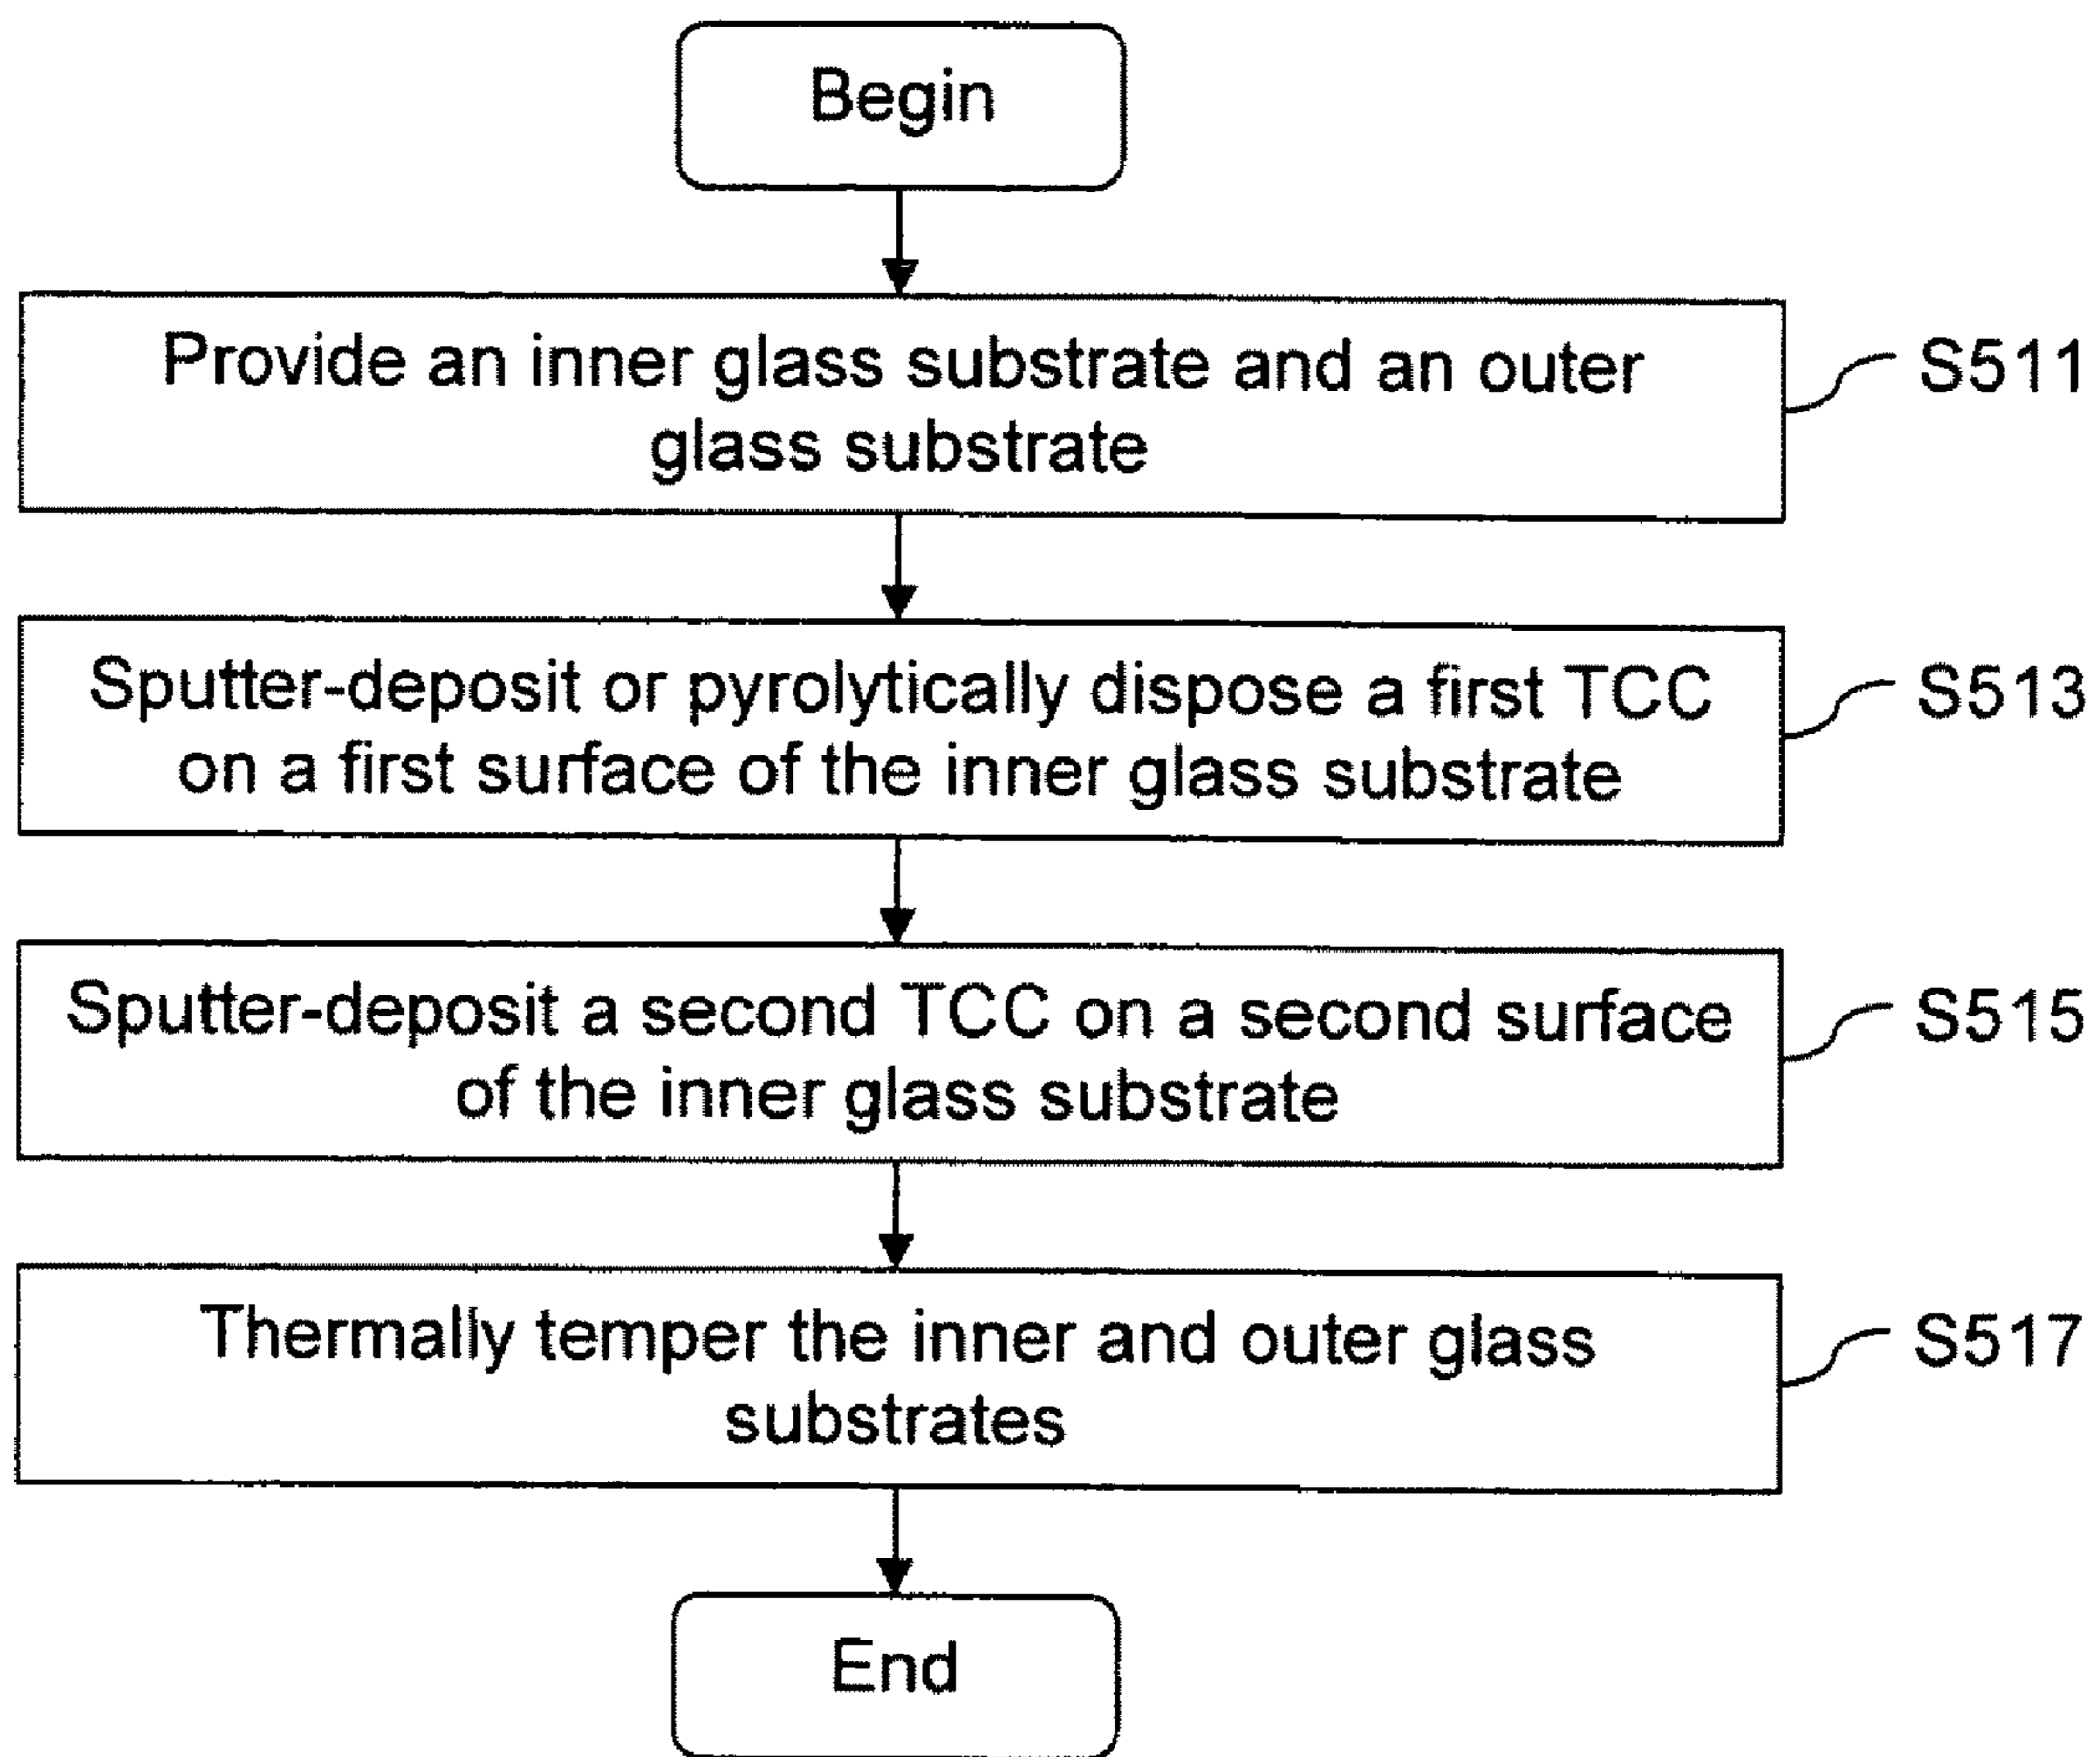 Begin
Provide an inner glass substrate and an outer
glass substrate
S511
Sputter-deposit or pyrolytically dispose a first TCC
on a first surface of the inner glass substrate
S513
Sputter-deposit a second TCC on a second surface
of the inner glass substrate
S515
Thermally temper the inner and outer glass
substrates
S517
End